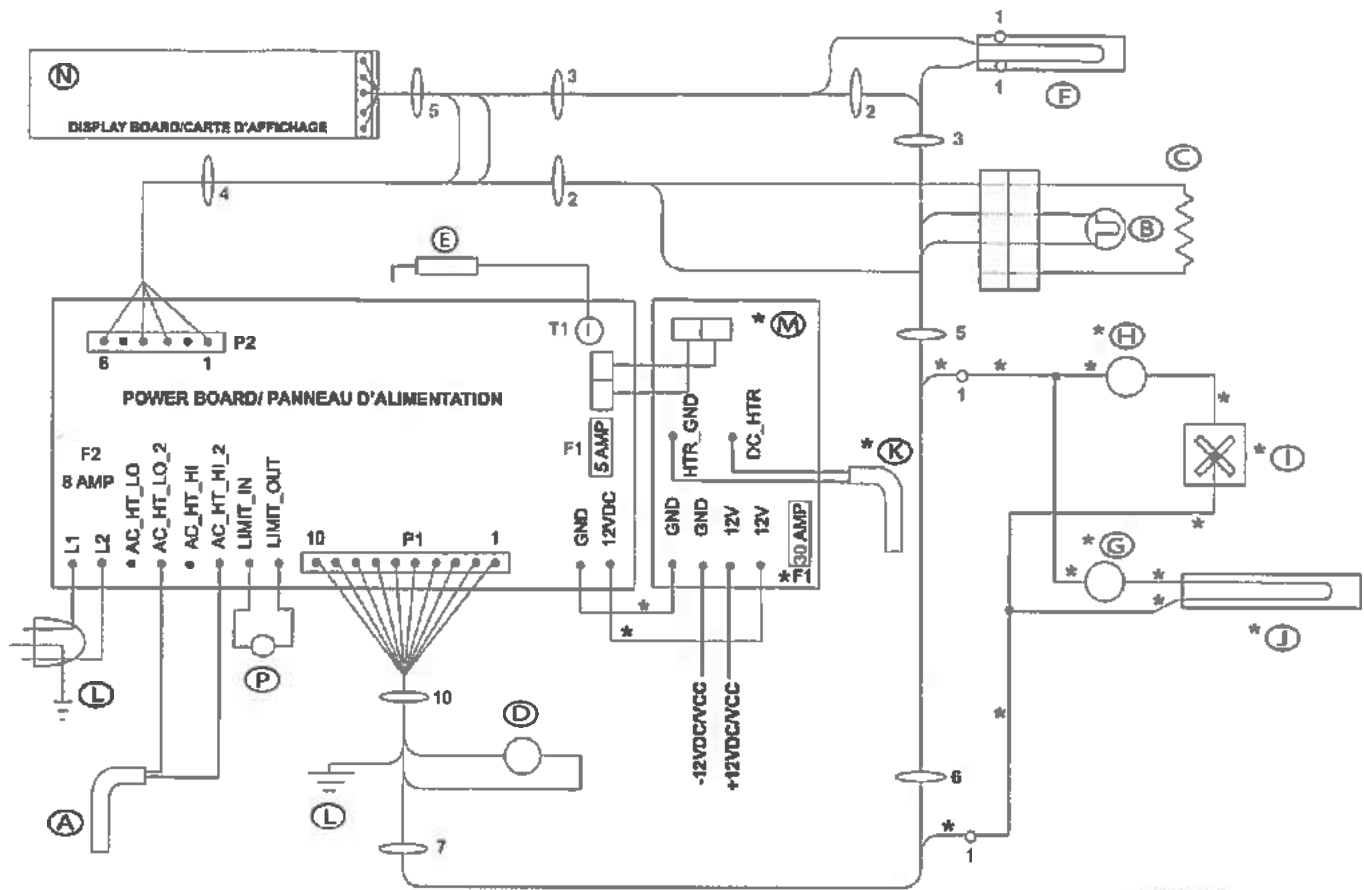 1
N
3
5
2
1
F
DISPLAY BOARD/CARTE D'AFFICHAGE
3
C
4
2
B
E
* M
T1 I
5
* H
6 1 P2
*
*
*
1
POWER BOARD/ PANNEAU D'ALIMENTATION
*
F1
5 AMP
HTR_GND
DC_HTR
* K
* I
F2
8 AMP
*
L1
L2
AC_HT_LO
AC_HT_LO_2
AC_HT_HI
AC_HT_HI_2
LIMIT_IN
LIMIT_OUT
10 P1 1
GND
12VDC
GND
GND
12V
12V
30 AMP
*F1
* G
*
*
*
*
*
* J
P
L
10
D
-12VDC/VCC
+12VDC/VCC
*
6
L
A
7
*
1